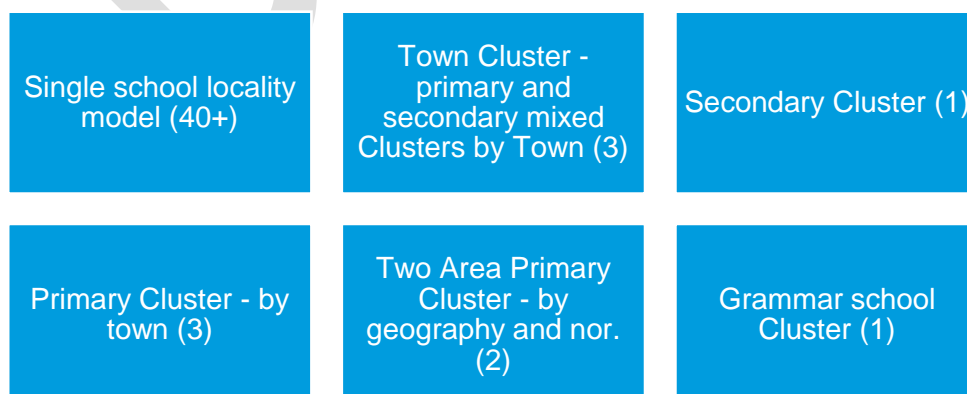 Single school locality
model (40+)
Town Cluster -
primary and
secondary mixed
Clusters by Town (3)
Secondary Cluster (1)
Primary Cluster - by
town (3)
Two Area Primary
Cluster - by
geography and nor.
(2)
Grammar school
Cluster (1)